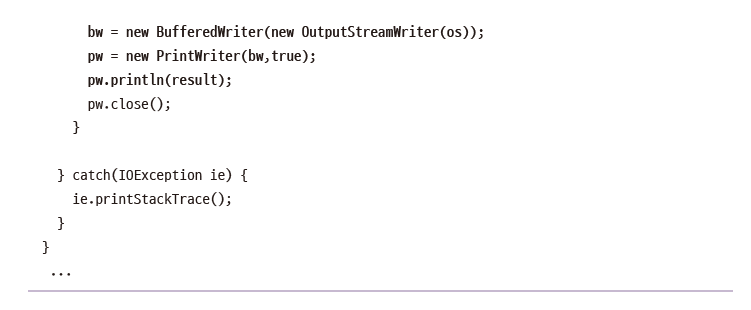 bw = new BufferedWriter(new OutputStreamWriter(os));
pw = new PrintWriter(bw,true);
pw.println(result);
pw.close();
}
} catch(IOException ie) {
ie.printStackTrace();
}
}
...